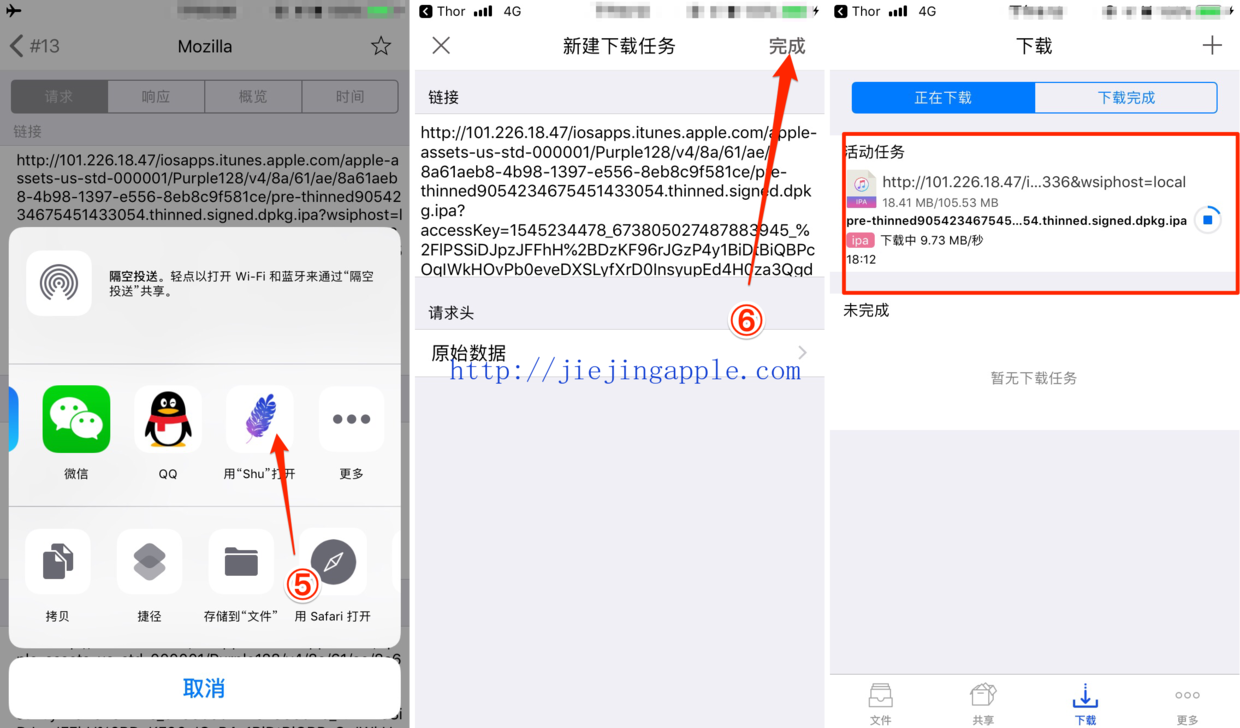 #13
Mozilla
请求
响应
概览
时间
链接
http://101.226.18.47/iosapps.itunes.apple.com/apple-a
ssets-us-std-000001/Purple128/v4/8a/61/ae/8a61aeb
8-4b98-1397-e556-8eb8c9f581ce/pre-thinned90542
34675451433054.thinned.signed.dpkg.ipa?wsiphost=l
隔空投送。轻点以打开 Wi-Fi 和蓝牙来通过“隔空
投送”共享。
微信
QQ
用“Shu”打开
更多
⑤
拷贝
捷径
存储到“文件”
用 Safari 打开
取消
Thor
4G
新建下载任务
完成
链接
http://101.226.18.47/iosapps.itunes.apple.com/apple-
assets-us-std-000001/Purple128/v4/8a/61/ae/
8a61aeb8-4b98-1397-e556-8eb8c9f581ce/pre-
thinned9054234675451433054.thinned.signed.dpk
g.ipa?
accessKey=1545234478_673805027487883945_%
2FlPSSiDJpzJFFhH%2BDzKF96rJGzP4y1BiDtBiQBPc
OqIWkHOvPb0eveDXSLyfXrD0InsyupEd4H0za3Qgd
⑥
请求头
原始数据
http://jiejingapple.com
Thor
4G
下载
正在下载
下载完成
活动任务
http://101.226.18.47/i...336&wsiphost=local
IPA
18.41 MB/105.53 MB
pre-thinned905423467545...54.thinned.signed.dpkg.ipa
ipa 下载中 9.73 MB/秒
18:12
未完成
暂无下载任务
文件
共享
下载
更多